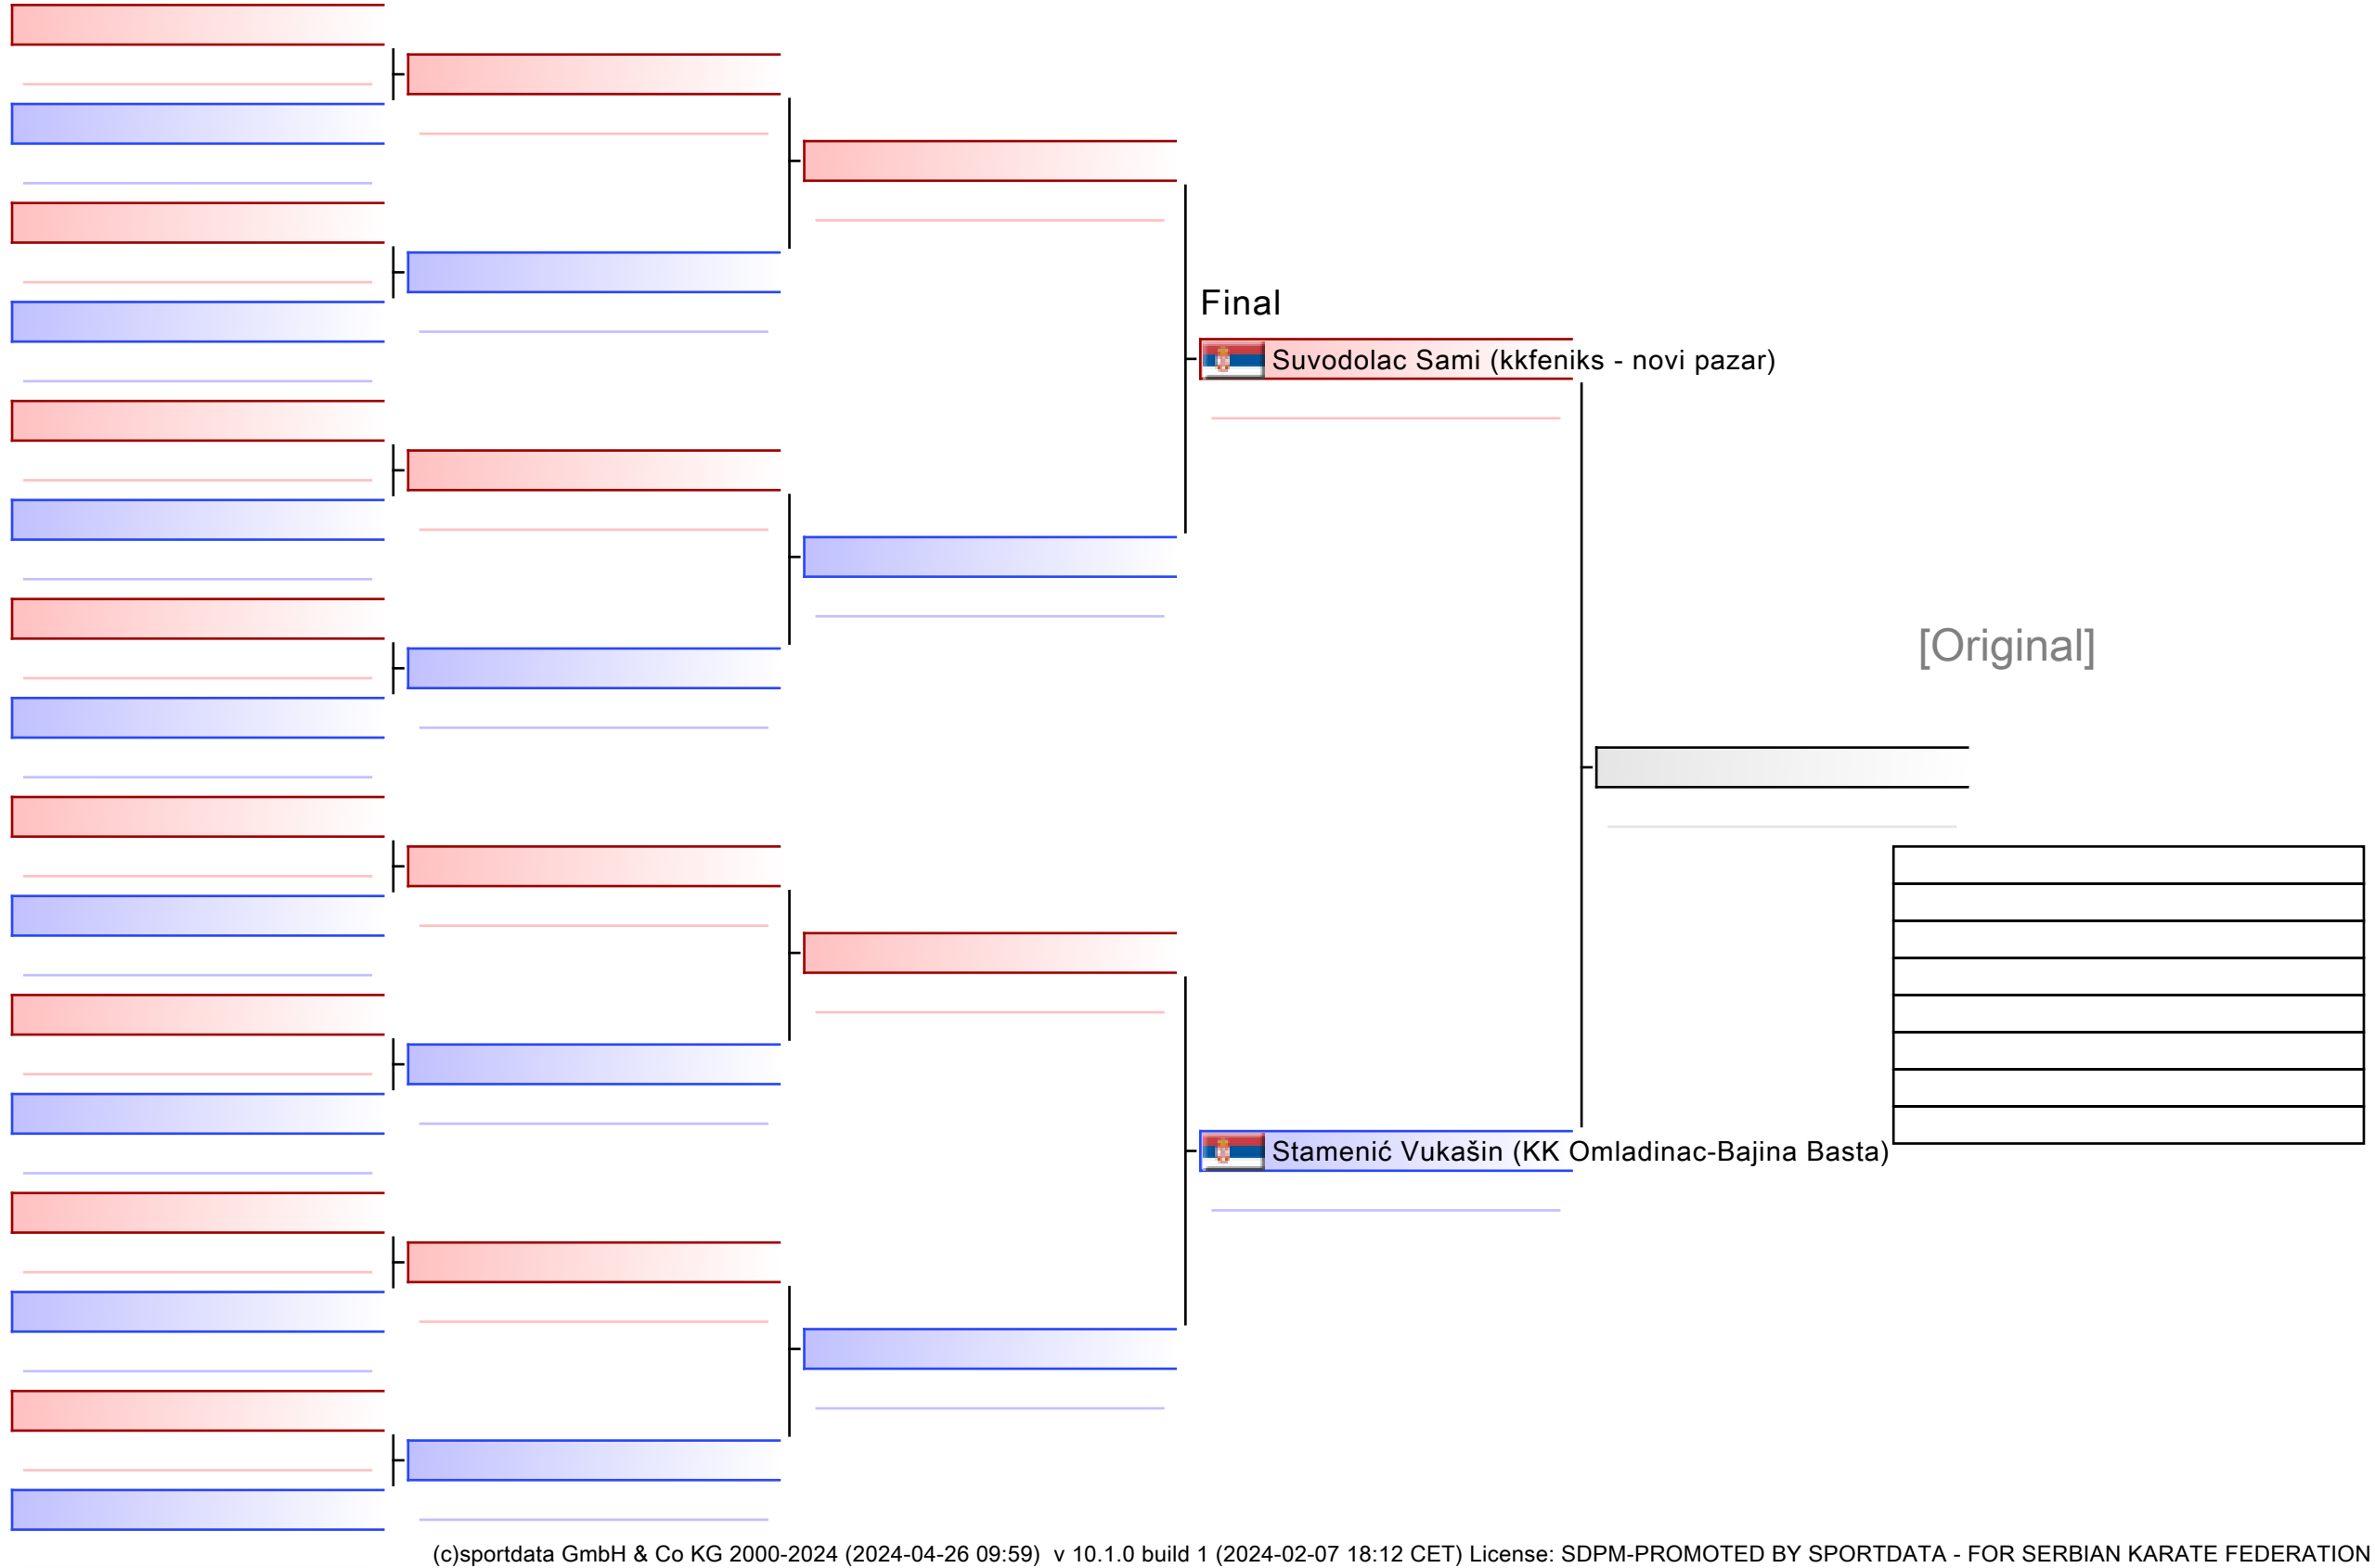 Final
Suvodolac Sami (kkfeniks - novi pazar)
[Original]
Stamenić Vukašin (KK Omladinac-Bajina Basta)
(c)sportdata GmbH & Co KG 2000-2024 (2024-04-26 09:59)  v 10.1.0 build 1 (2024-02-07 18:12 CET) License: SDPM-PROMOTED BY SPORTDATA - FOR SERBIAN KARATE FEDERATION